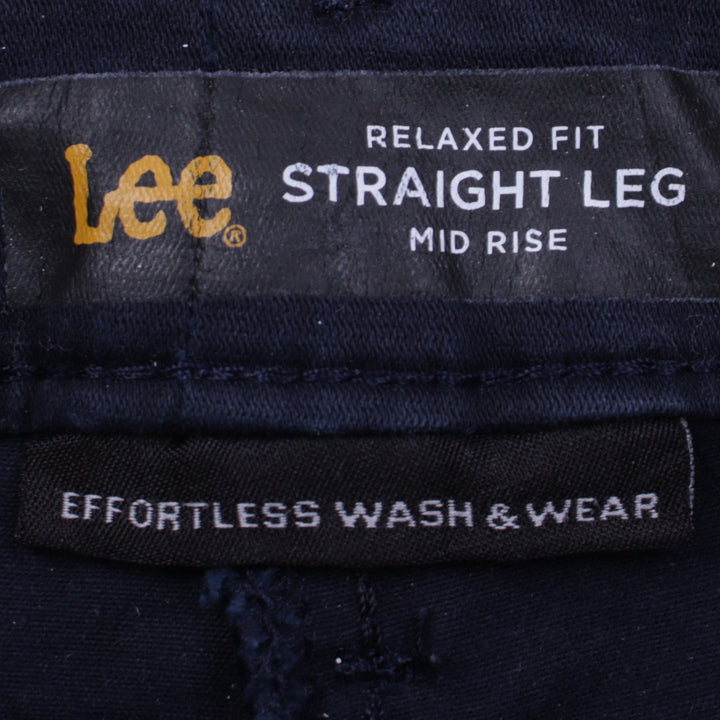 Lee®
RELAXED FIT
STRAIGHT LEG
MID RISE
EFFORTLESS WASH & WEAR